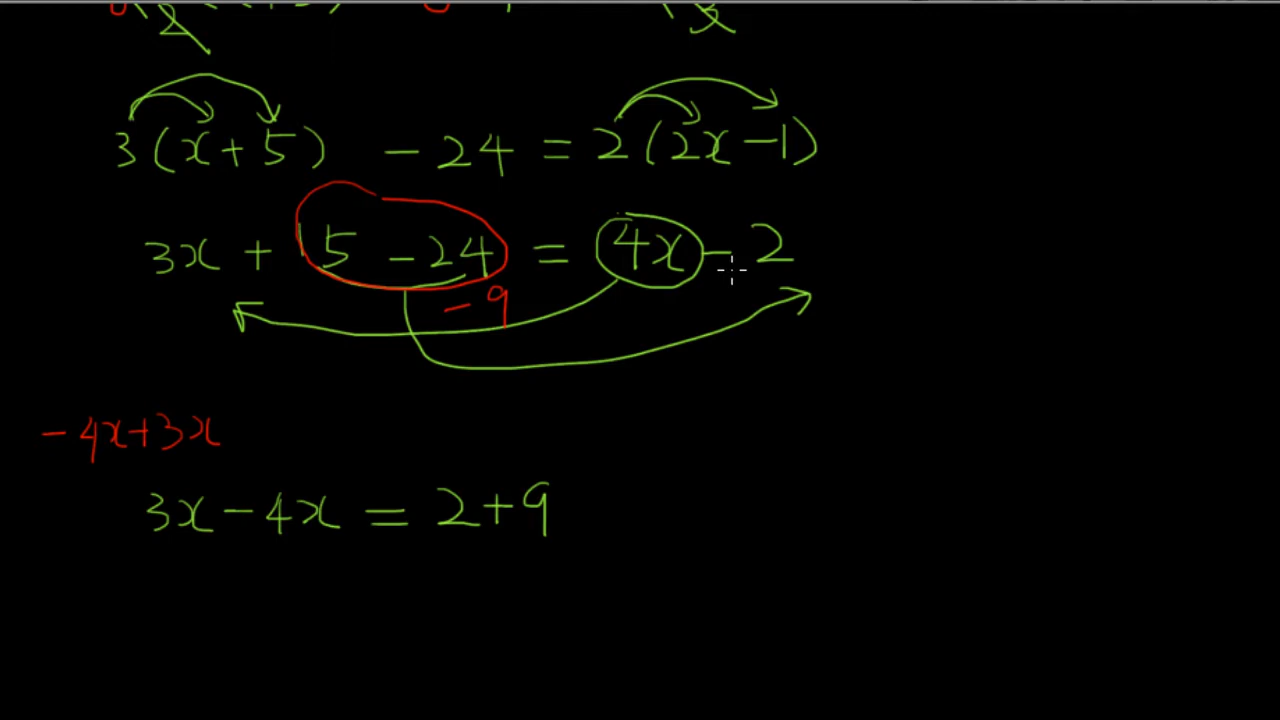 3(x+5) -24 = 2(2x-1)
3x + 15 -24 = 4x - 2
-9
-4x+3x
3x-4x = 2+9